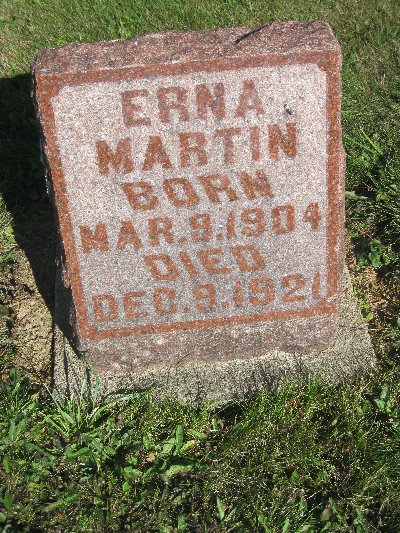 ERNA
MARTIN
BORN
MAR.9.1904
DIED
DEC.9.1921